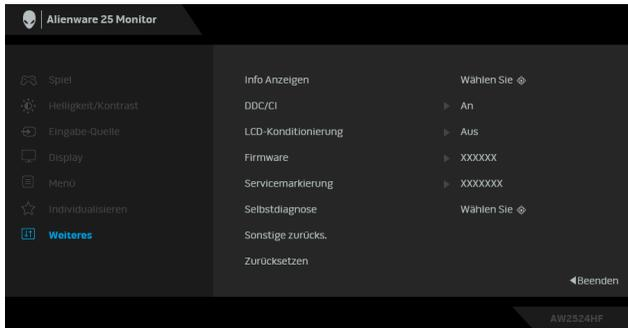 Alienware 25 Monitor
Spiel
Helligkeit/Kontrast
Eingabe-Quelle
Display
Menü
Individualisieren
Weiteres
Info Anzeigen Wählen Sie
DDC/CI An
LCD-Konditionierung Aus
Firmware XXXXXX
Servicemarkierung XXXXXXX
Selbstdiagnose Wählen Sie
Sonstige zurücks.
Zurücksetzen
Beenden
AW2524HF